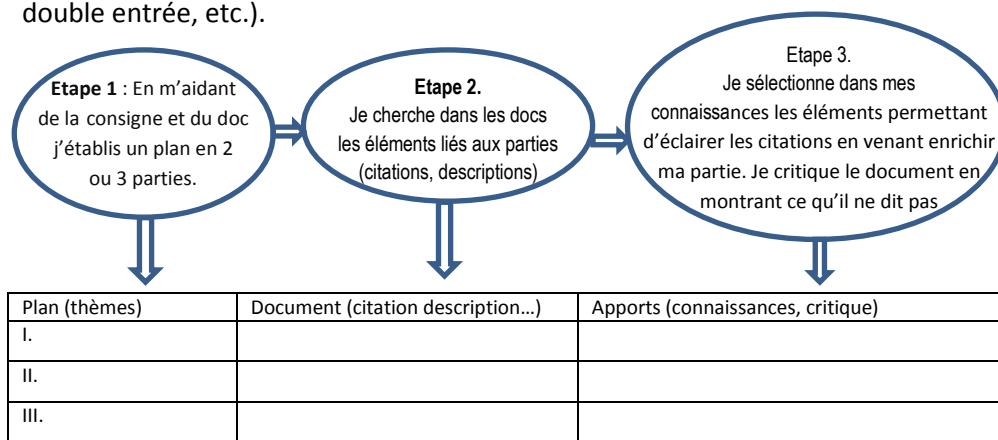 double entrée, etc.).
Etape 1 : En m'aidant
de la consigne et du doc
j'établis un plan en 2
ou 3 parties.
Etape 2.
Je cherche dans les docs
les éléments liés aux parties
(citations, descriptions)
Etape 3.
Je sélectionne dans mes
connaissances les éléments permettant
d'éclairer les citations en venant enrichir
ma partie. Je critique le document en
montrant ce qu'il ne dit pas
Plan (thèmes) Document (citation description…) Apports (connaissances, critique)
I.
II.
III.